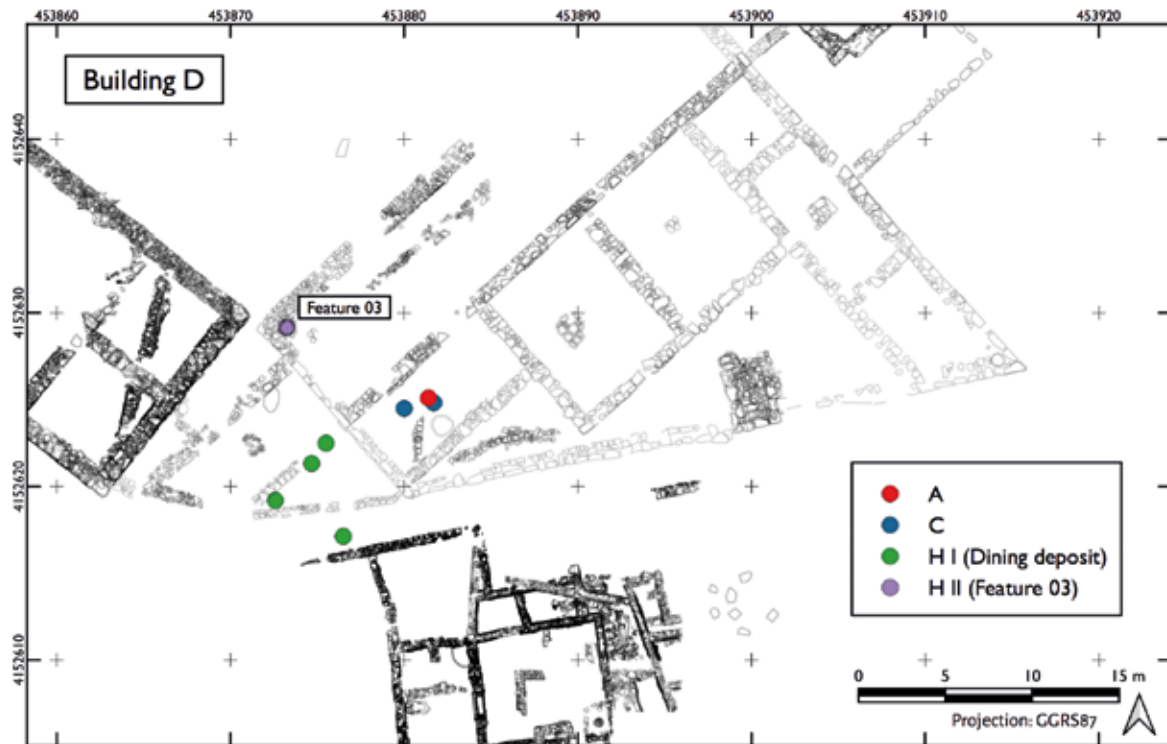 453860 453870 453880 453890 453900 453910 453920
Building D
4152640
4152630
Feature 03
4152620
A
C
H I (Dining deposit)
H II (Feature 03)
4152610
0 5 10 15 m
Projection: GGRS87